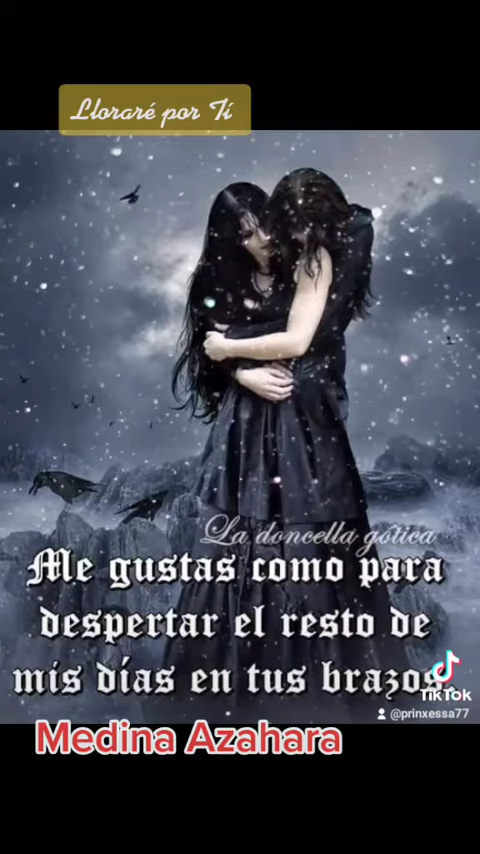 Lloraré por Tí
La doncella gótica
Me gustas como para
despertar el resto de
mis días en tus brazos.
TikTok
@prinxessa77
Medina Azahara